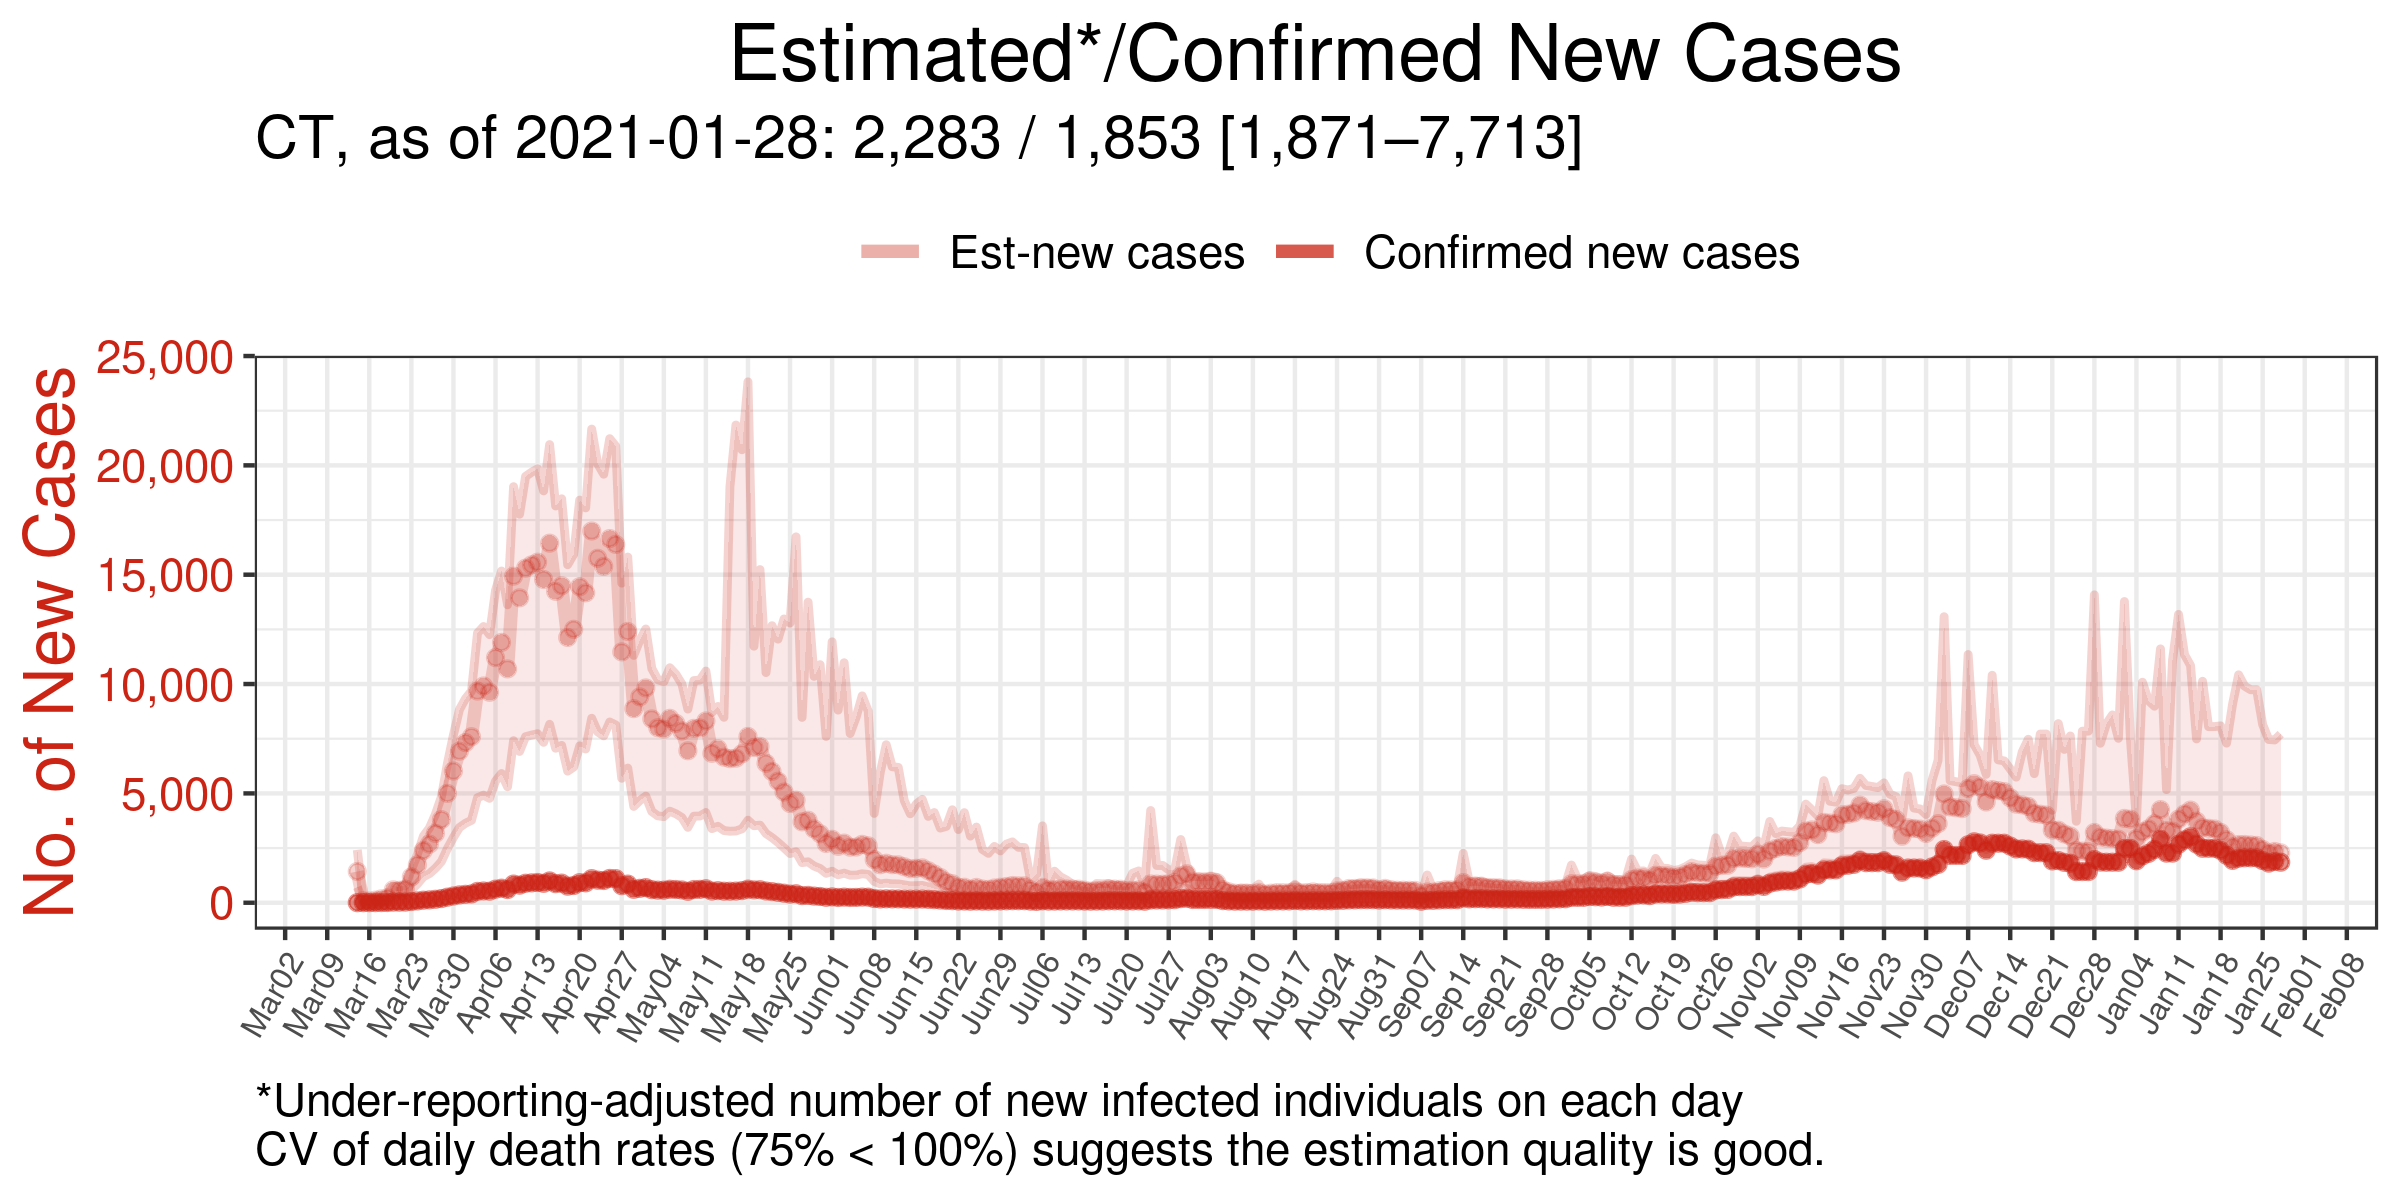 Estimated*/Confirmed New Cases
CT, as of 2021-01-28: 2,283 / 1,853 [1,871–7,713]
Est-new cases Confirmed new cases
No. of New Cases
25,000
20,000
15,000
10,000
5,000
0
Mar02 Mar09 Mar16 Mar23 Mar30 Apr06 Apr13 Apr20 Apr27 May04 May11 May18 May25 Jun01 Jun08 Jun15 Jun22 Jun29 Jul06 Jul13 Jul20 Jul27 Aug03 Aug10 Aug17 Aug24 Aug31 Sep07 Sep14 Sep21 Sep28 Oct05 Oct12 Oct19 Oct26 Nov02 Nov09 Nov16 Nov23 Nov30 Dec07 Dec14 Dec21 Dec28 Jan04 Jan11 Jan18 Jan25 Feb01 Feb08
*Under-reporting-adjusted number of new infected individuals on each day
CV of daily death rates (75% < 100%) suggests the estimation quality is good.